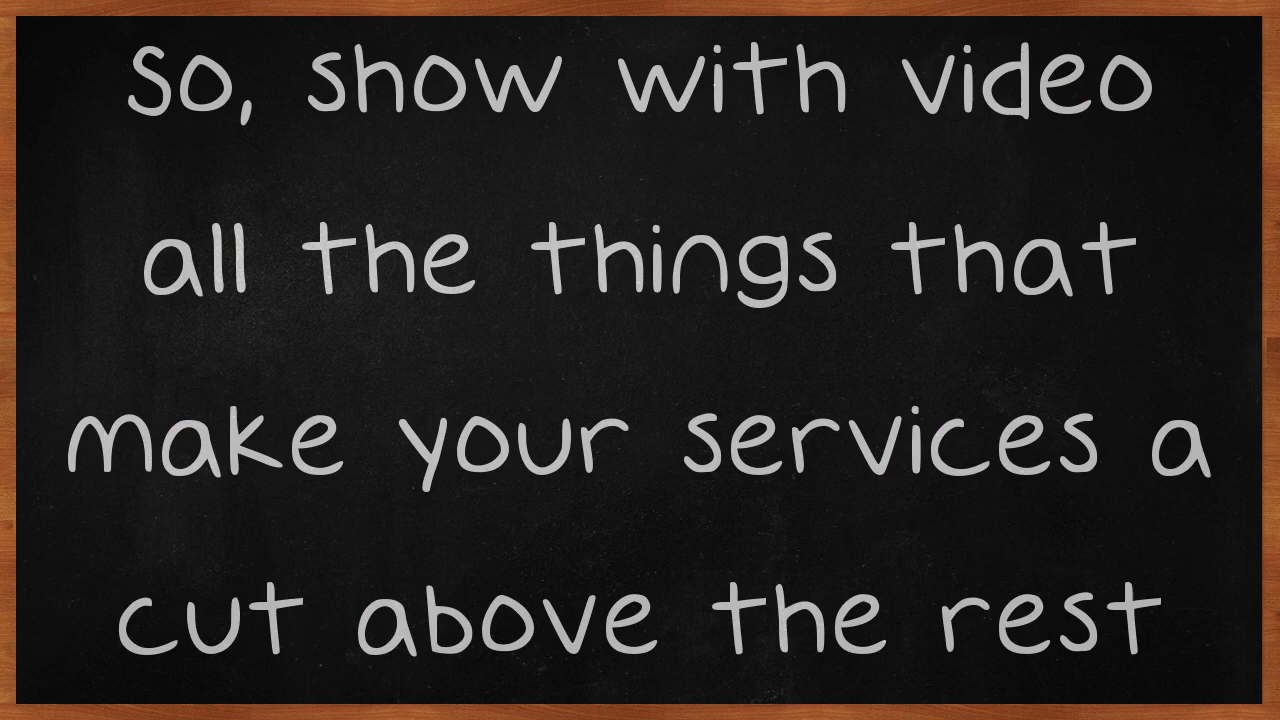 So, show with video
all the things that
make your services a
cut above the rest